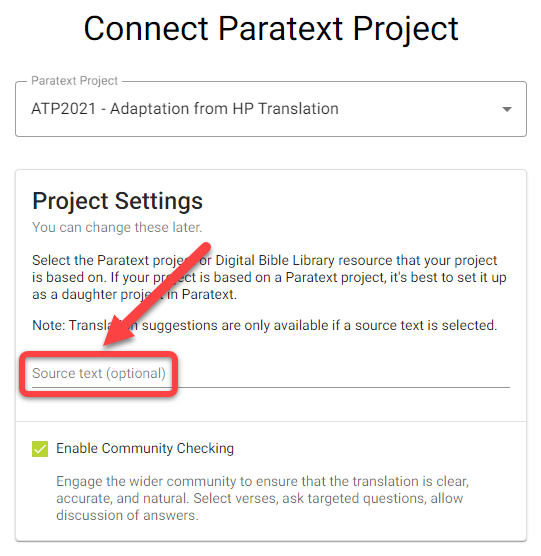 Connect Paratext Project
Paratext Project
ATP2021 - Adaptation from HP Translation
Project Settings
You can change these later.
Select the Paratext project or Digital Bible Library resource that your project
is based on. If your project is based on a Paratext project, it's best to set it up
as a daughter project in Paratext.
Note: Translation suggestions are only available if a source text is selected.
Source text (optional)
Enable Community Checking
Engage the wider community to ensure that the translation is clear,
accurate, and natural. Select verses, ask targeted questions, allow
discussion of answers.